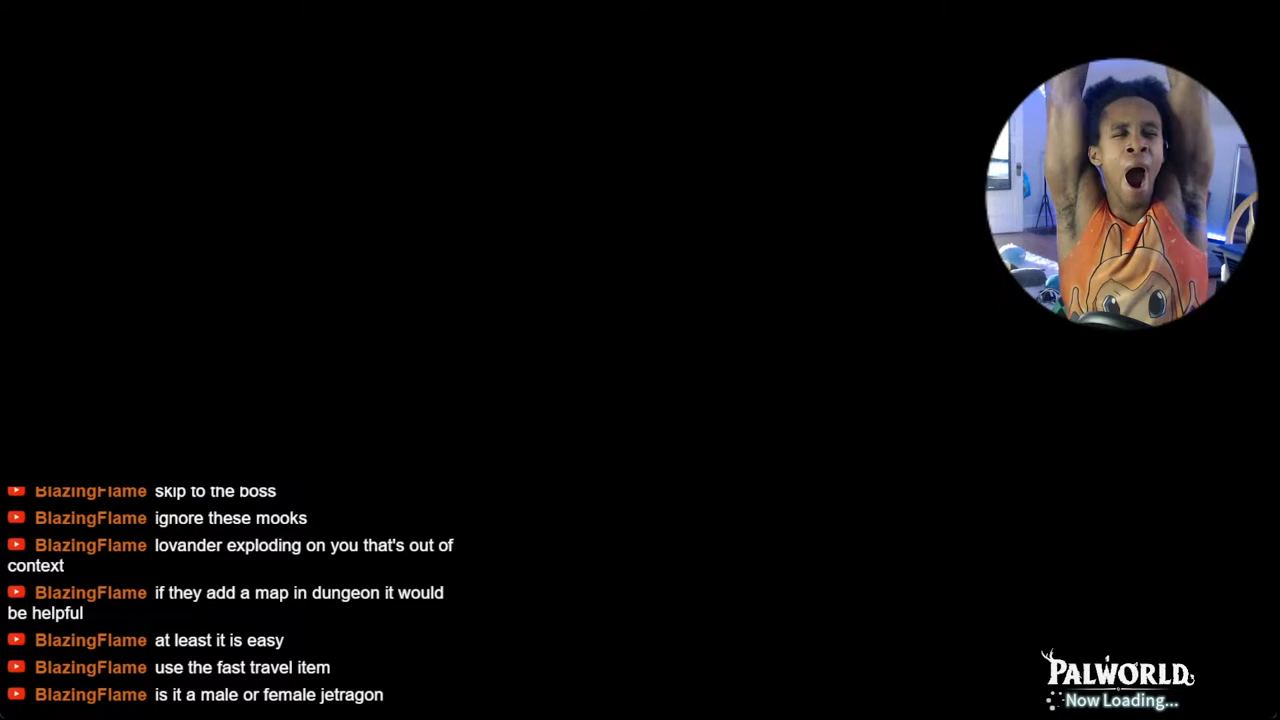 BlazingFlame skip to the boss
BlazingFlame ignore these mooks
BlazingFlame lovander exploding on you that's out of
context
BlazingFlame if they add a map in dungeon it would
be helpful
BlazingFlame at least it is easy
BlazingFlame use the fast travel item
BlazingFlame is it a male or female jetragon
PALWORLD
Now Loading...